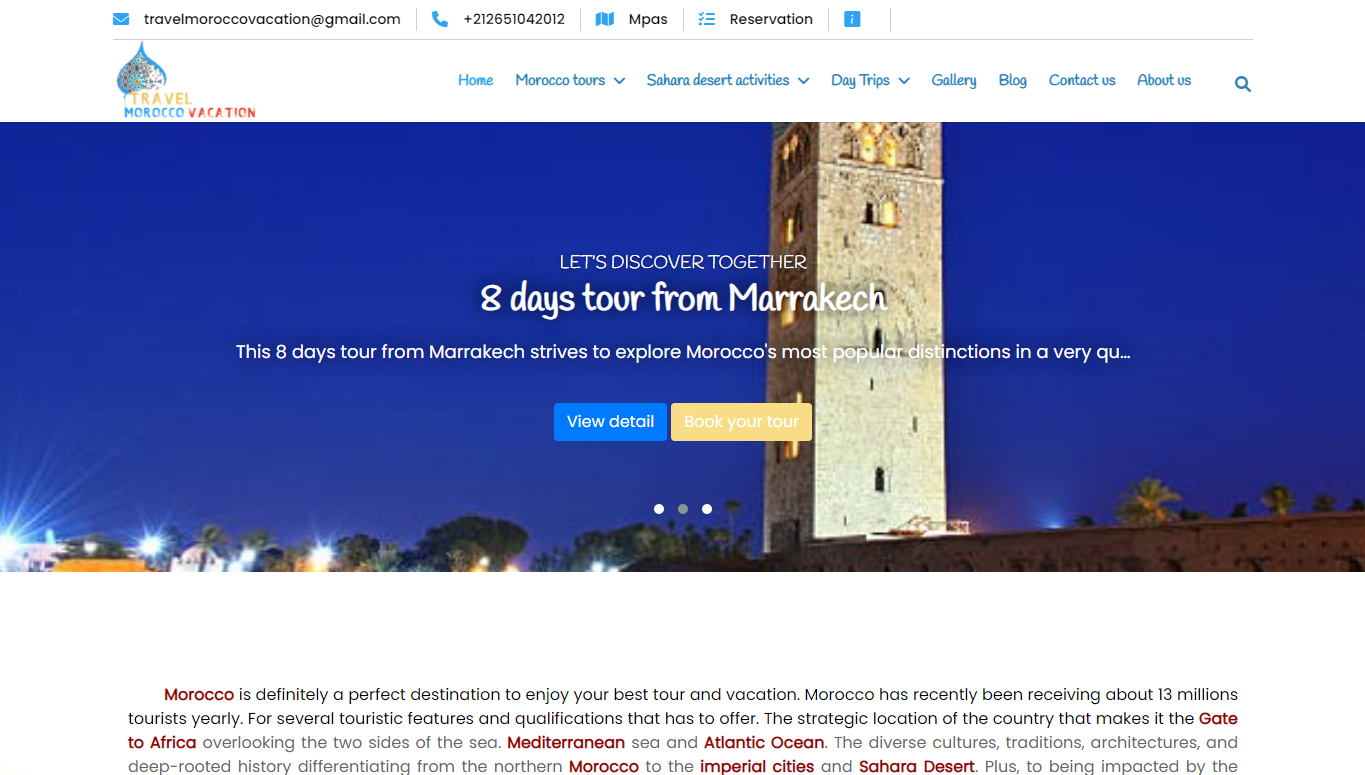 travelmoroccovacation@gmail.com +212651042012 Mpas Reservation
TRAVEL
MOROCCO VACATION
Home Morocco tours Sahara desert activities Day Trips Gallery Blog Contact us About us
LET'S DISCOVER TOGETHER
8 days tour from Marrakech
This 8 days tour from Marrakech strives to explore Morocco's most popular distinctions in a very qu...
View detail Book your tour
Morocco is definitely a perfect destination to enjoy your best tour and vacation. Morocco has recently been receiving about 13 millions
tourists yearly. For several touristic features and qualifications that has to offer. The strategic location of the country that makes it the Gate
to Africa overlooking the two sides of the sea. Mediterranean sea and Atlantic Ocean. The diverse cultures, traditions, architectures, and
deep-rooted history differentiating from the northern Morocco to the imperial cities and Sahara Desert. Plus, to being impacted by the